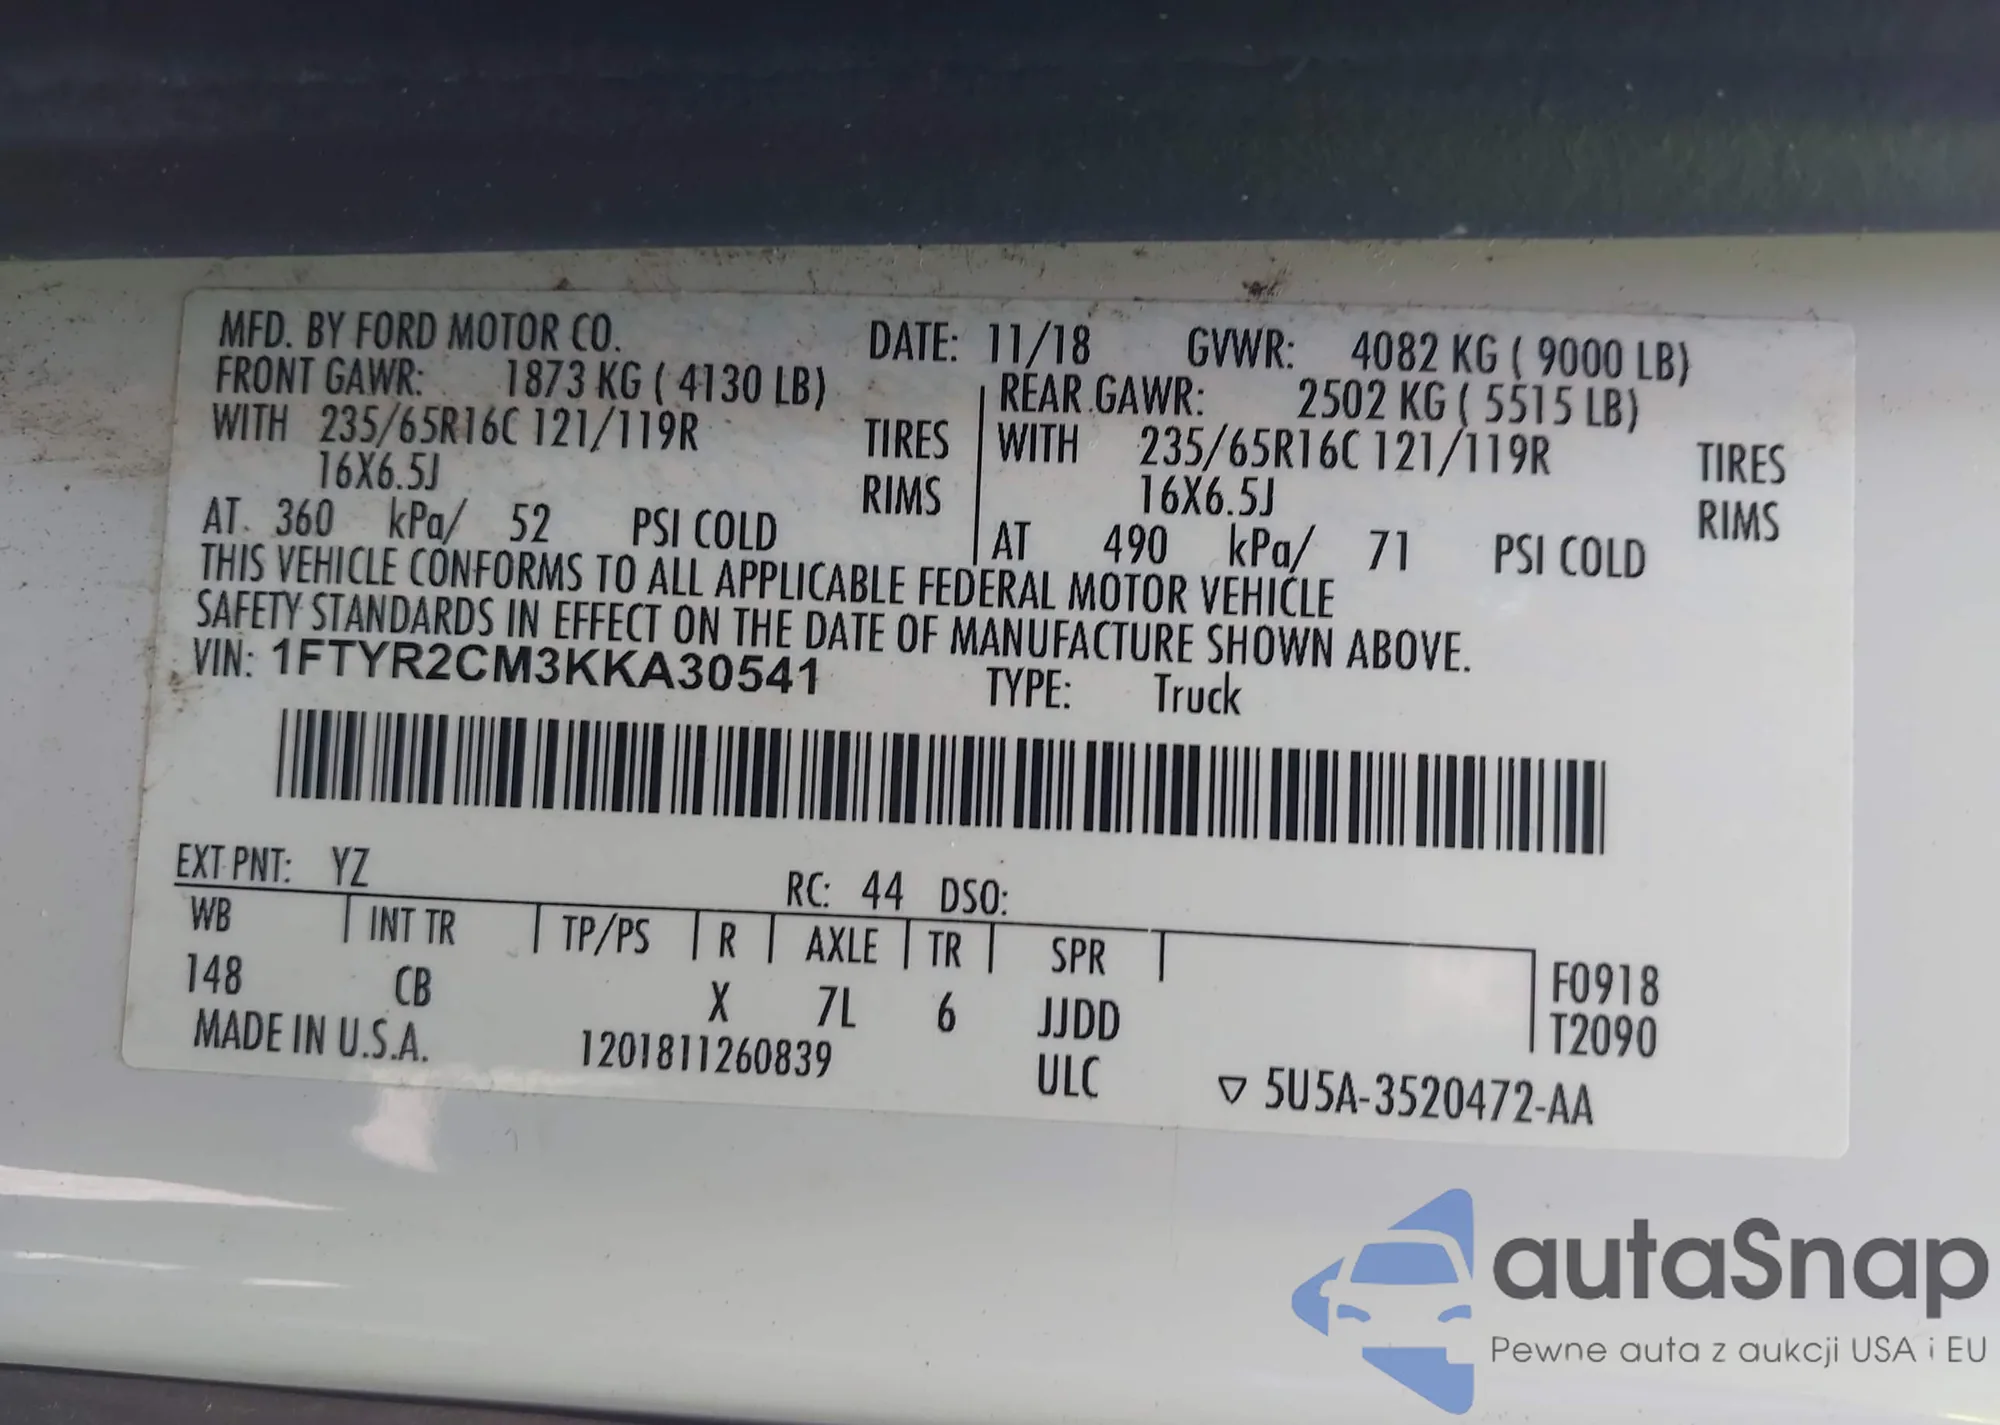 MFD. BY FORD MOTOR CO. DATE: 11/18 GVWR: 4082 KG ( 9000 LB)
FRONT GAWR: 1873 KG ( 4130 LB) REAR GAWR: 2502 KG ( 5515 LB)
WITH 235/65R16C 121/119R TIRES WITH 235/65R16C 121/119R TIRES
16X6.5J RIMS 16X6.5J RIMS
AT 360 kPa/ 52 PSI COLD AT 490 kPa/ 71 PSI COLD
THIS VEHICLE CONFORMS TO ALL APPLICABLE FEDERAL MOTOR VEHICLE
SAFETY STANDARDS IN EFFECT ON THE DATE OF MANUFACTURE SHOWN ABOVE.
VIN: 1FTYR2CM3KKA30541 TYPE: Truck
EXT PNT: YZ RC: 44 DSO:
WB INT TR TP/PS R AXLE TR SPR F0918
148 CB X 7L 6 JJDD T2090
MADE IN U.S.A. 1201811260839 ULC ▽ 5U5A-3520472-AA
autaSnap
Pewne auta z aukcji USA i EU